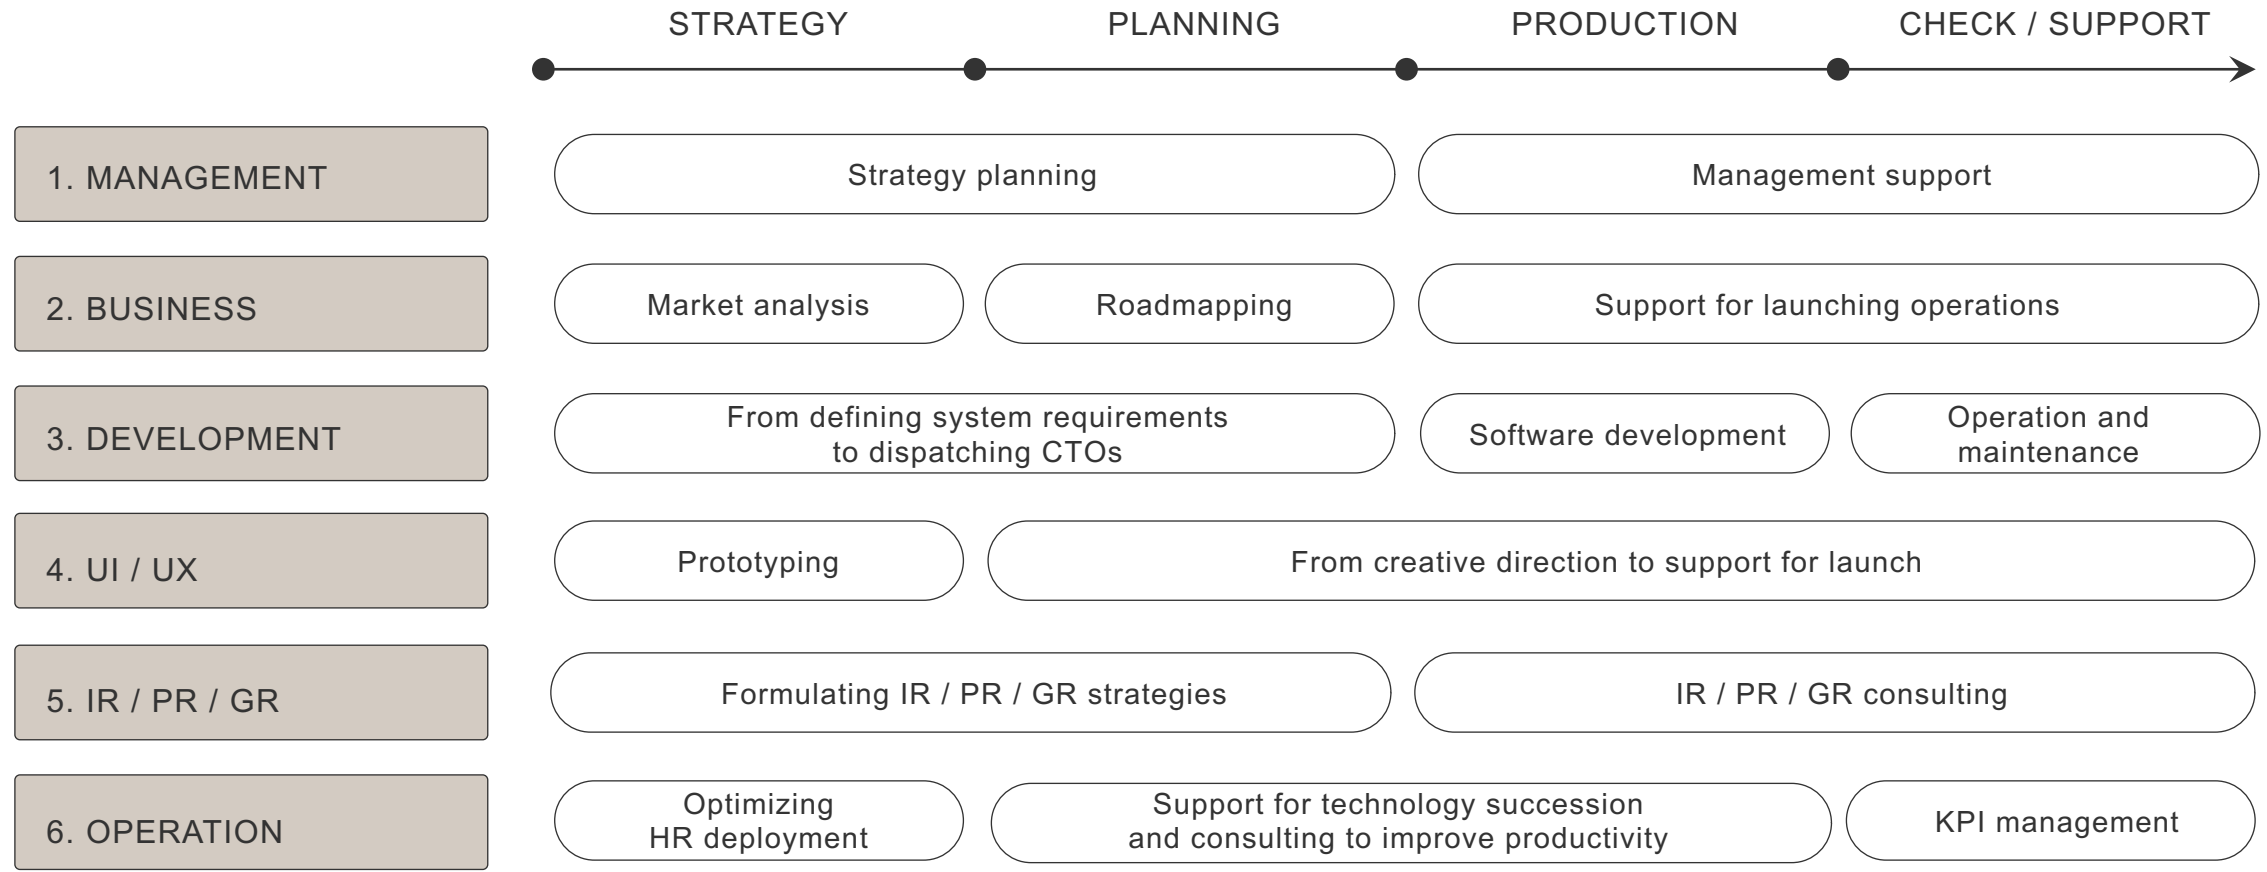 STRATEGY
PLANNING
PRODUCTION
CHECK / SUPPORT
1. MANAGEMENT
Strategy planning
Management support
2. BUSINESS
Market analysis
Roadmapping
Support for launching operations
3. DEVELOPMENT
From defining system requirements
to dispatching CTOs
Software development
Operation and
maintenance
4. UI / UX
Prototyping
From creative direction to support for launch
5. IR / PR / GR
Formulating IR / PR / GR strategies
IR / PR / GR consulting
6. OPERATION
Optimizing
HR deployment
Support for technology succession
and consulting to improve productivity
KPI management